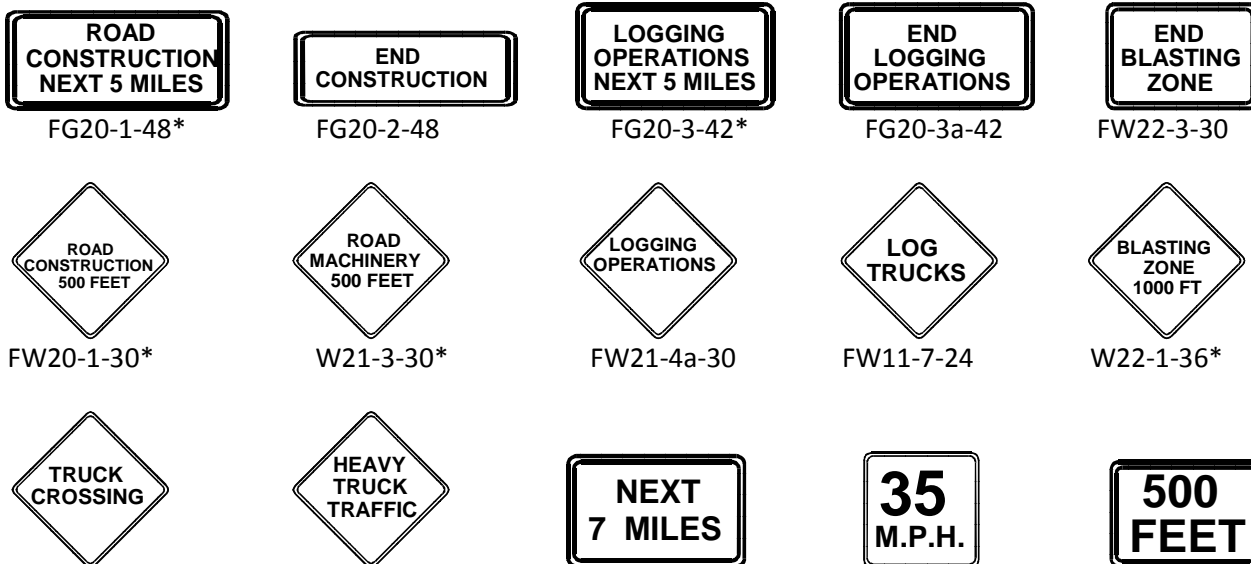 ROAD
CONSTRUCTION
NEXT 5 MILES
FG20-1-48*
END
CONSTRUCTION
FG20-2-48
LOGGING
OPERATIONS
NEXT 5 MILES
FG20-3-42*
END
LOGGING
OPERATIONS
FG20-3a-42
END
BLASTING
ZONE
FW22-3-30
ROAD
CONSTRUCTION
500 FEET
FW20-1-30*
ROAD
MACHINERY
500 FEET
W21-3-30*
LOGGING
OPERATIONS
FW21-4a-30
LOG
TRUCKS
FW11-7-24
BLASTING
ZONE
1000 FT
W22-1-36*
TRUCK
CROSSING
HEAVY
TRUCK
TRAFFIC
NEXT
7 MILES
35
M.P.H.
500
FEET